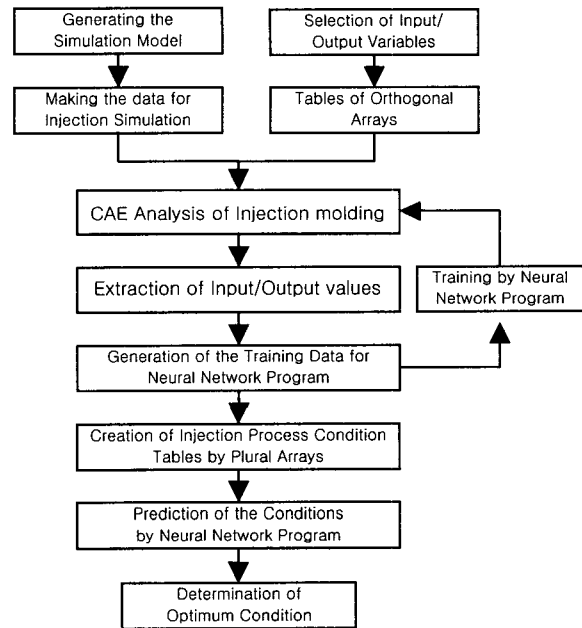 Generating the
Simulation Model
Selection of Input/
Output Variables
Making the data for
Injection Simulation
Tables of Orthogonal
Arrays
CAE Analysis of Injection molding
Extraction of Input/Output values
Training by Neural
Network Program
Generation of the Training Data for
Neural Network Program
Creation of Injection Process Condition
Tables by Plural Arrays
Prediction of the Conditions
by Neural Network Program
Determination of
Optimum Condition